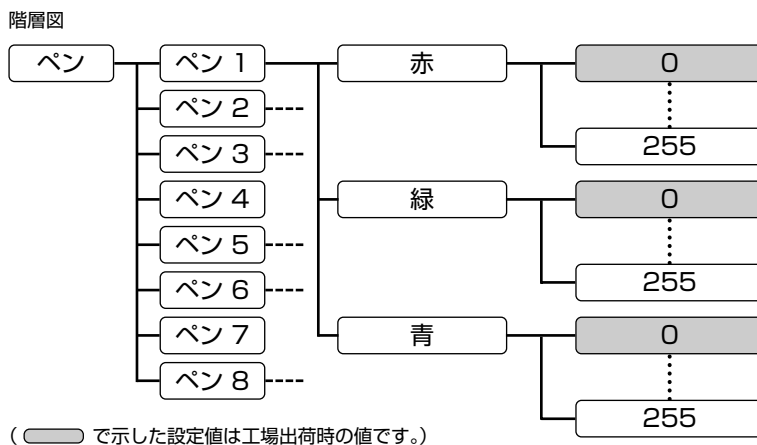 階層図
ペン
ペン 1
赤
0
ペン 2
255
ペン 3
ペン 4
緑
0
ペン 5
ペン 6
255
ペン 7
青
0
ペン 8
255
( で示した設定値は工場出荷時の値です。)